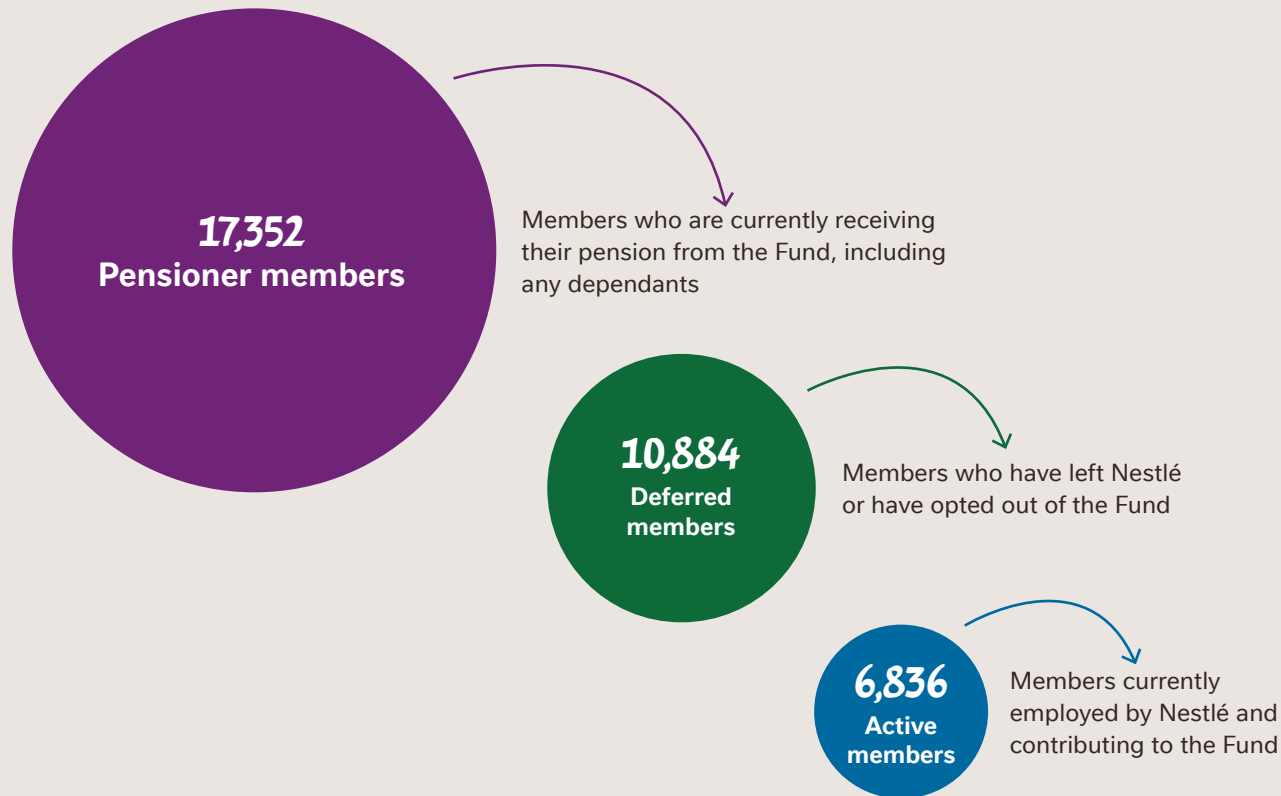 17,352
Pensioner members
Members who are currently receiving
their pension from the Fund, including
any dependants
10,884
Deferred
members
Members who have left Nestlé
or have opted out of the Fund
6,836
Active
members
Members currently
employed by Nestlé and
contributing to the Fund